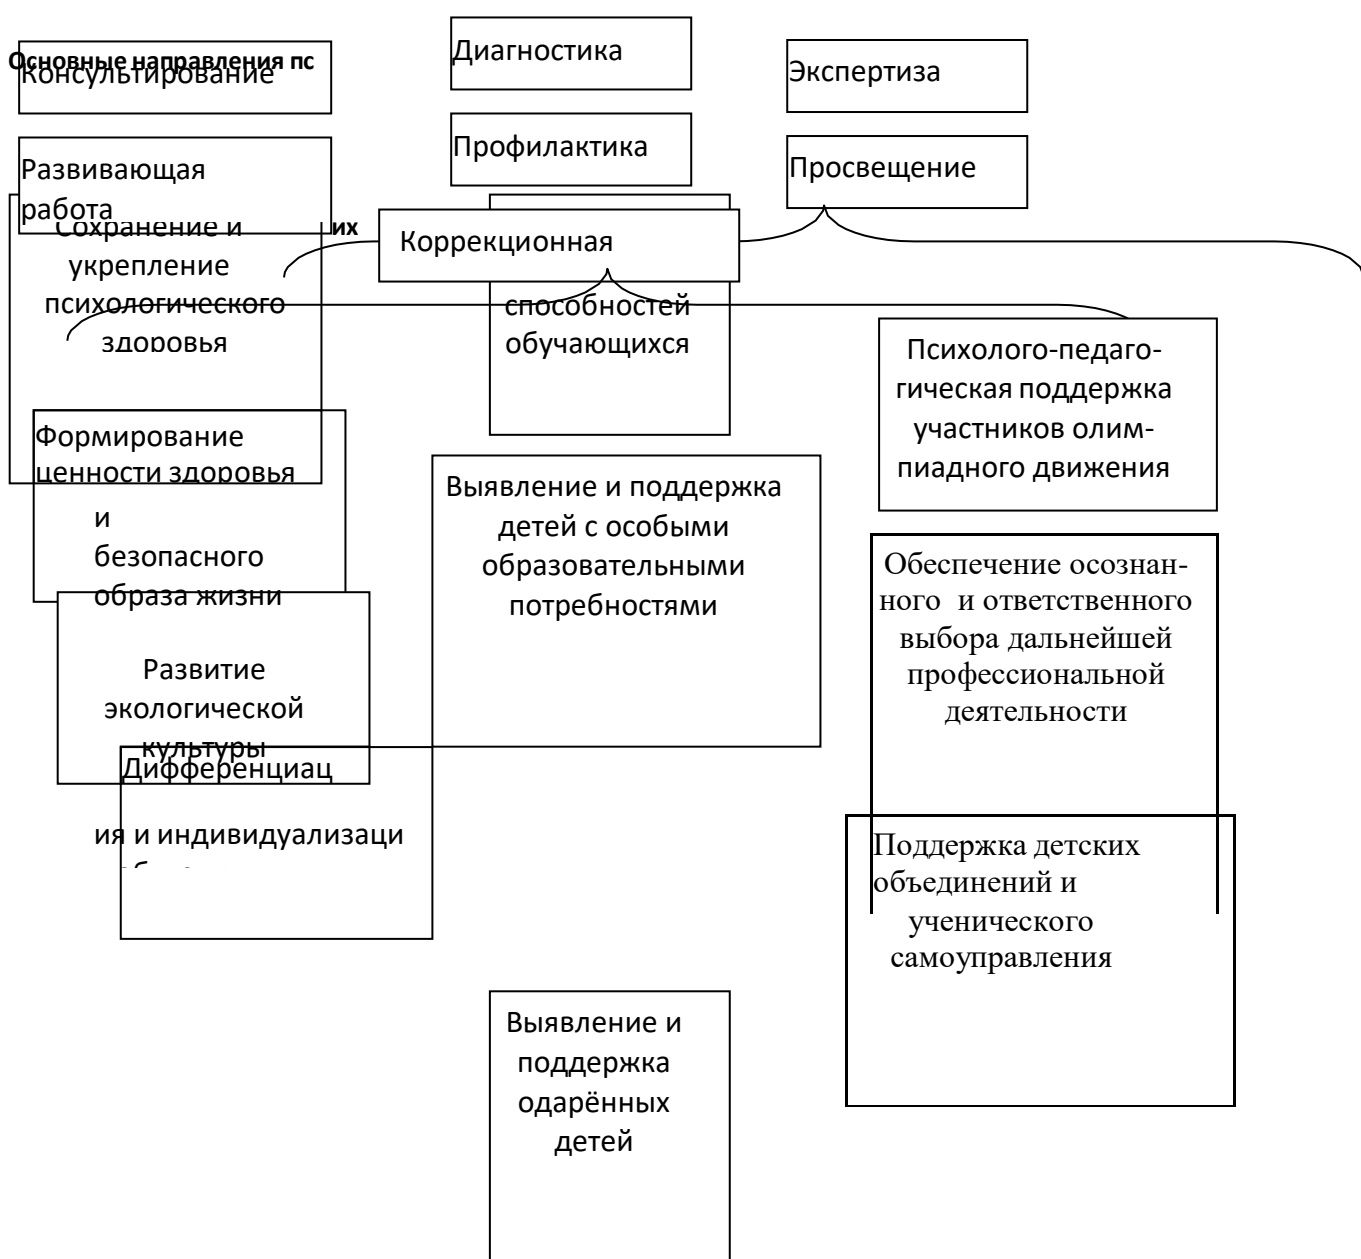 Основные направления пс
Консультирование
Диагностика
Экспертиза
Развивающая
работа
Профилактика
Просвещение
Сохранение и
укрепление
психологического
здоровья
их
Коррекционная
способностей
обучающихся
Психолого-педаго-
гическая поддержка
участников олим-
пиадного движения
Формирование
ценности здоровья
и
безопасного
образа жизни
Выявление и поддержка
детей с особыми
образовательными
потребностями
Обеспечение осознан-
ного и ответственного
выбора дальнейшей
профессиональной
деятельности
Развитие
экологической
культуры
Дифференциац
ия и индивидуализаци
Поддержка детских
объединений и
ученического
самоуправления
Выявление и
поддержка
одарённых
детей